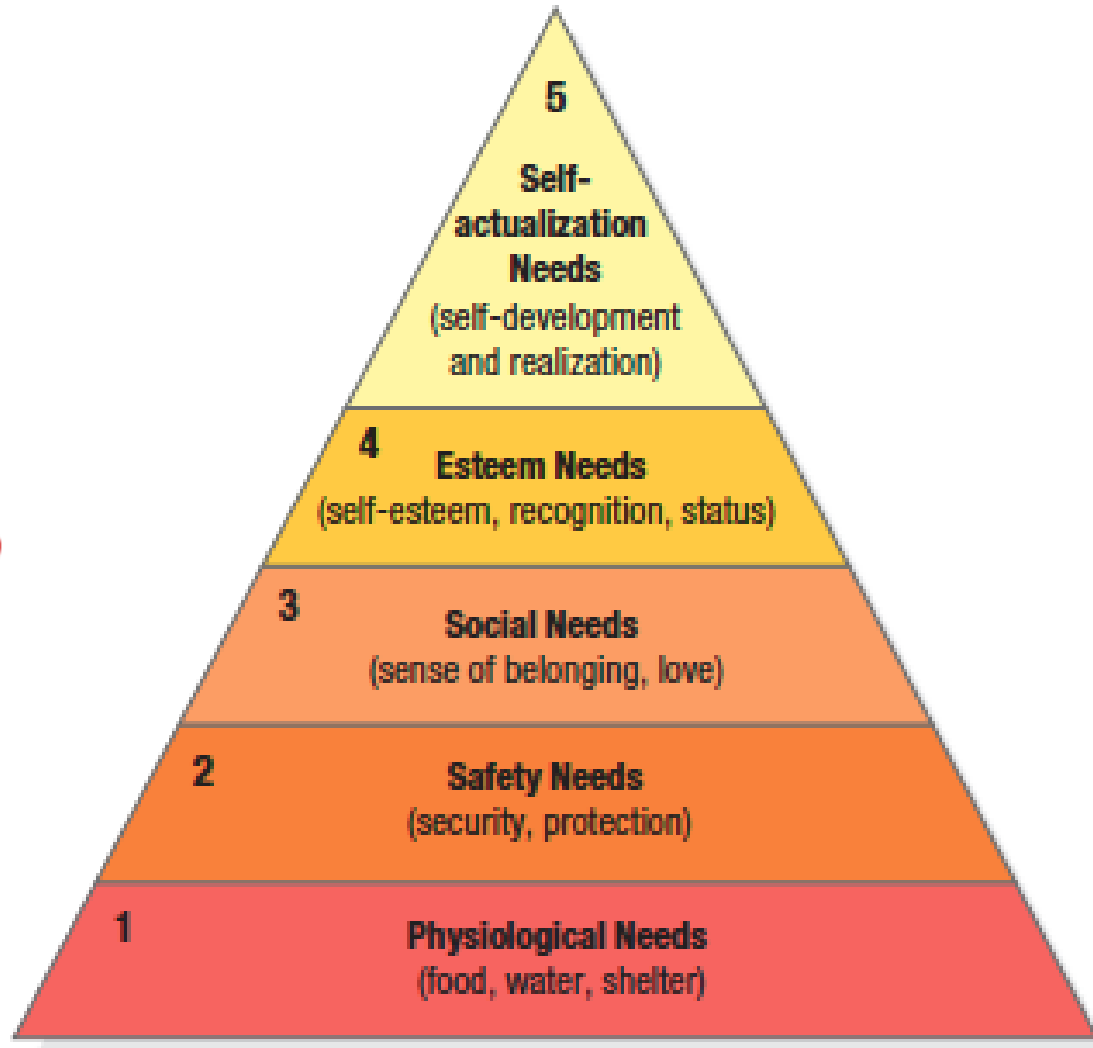 5
Self-
actualization
Needs
(self-development
and realization)
4
Esteem Needs
(self-esteem, recognition, status)
3
Social Needs
(sense of belonging, love)
2
Safety Needs
(security, protection)
1
Physiological Needs
(food, water, shelter)